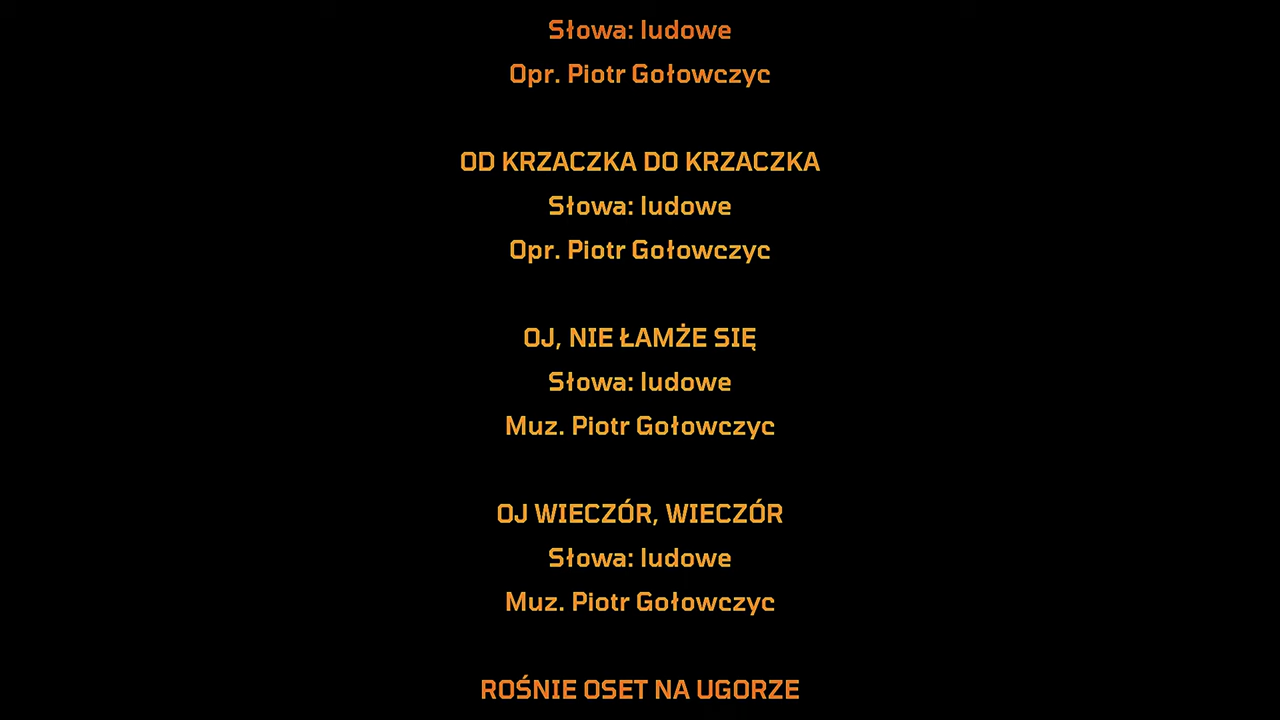 Słowa: ludowe
Opr. Piotr Gołowczyc
OD KRZACZKA DO KRZACZKA
Słowa: ludowe
Opr. Piotr Gołowczyc
OJ, NIE ŁAMŻE SIĘ
Słowa: ludowe
Muz. Piotr Gołowczyc
OJ WIECZÓR, WIECZÓR
Słowa: ludowe
Muz. Piotr Gołowczyc
ROŚNIE OSET NA UGORZE